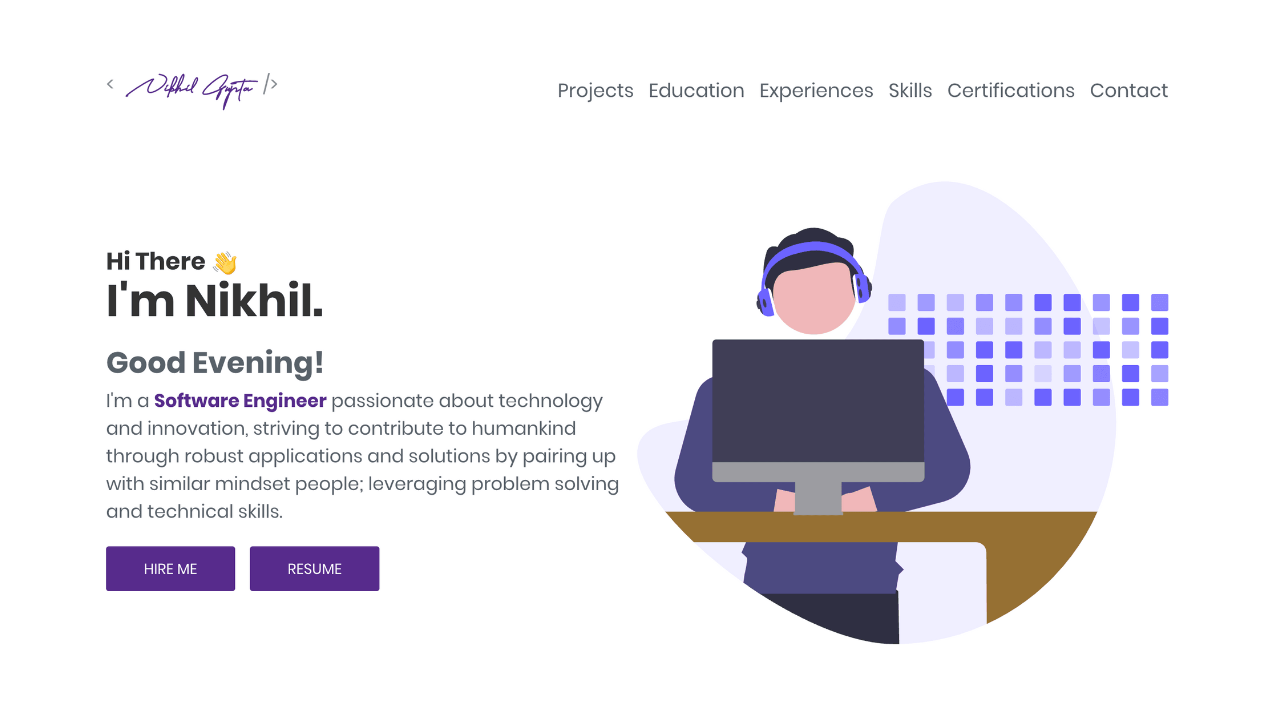 < Nikhil Gupta />
Projects Education Experiences Skills Certifications Contact
Hi There 👋
I'm Nikhil.
Good Evening!
I'm a Software Engineer passionate about technology
and innovation, striving to contribute to humankind
through robust applications and solutions by pairing up
with similar mindset people; leveraging problem solving
and technical skills.
HIRE ME RESUME